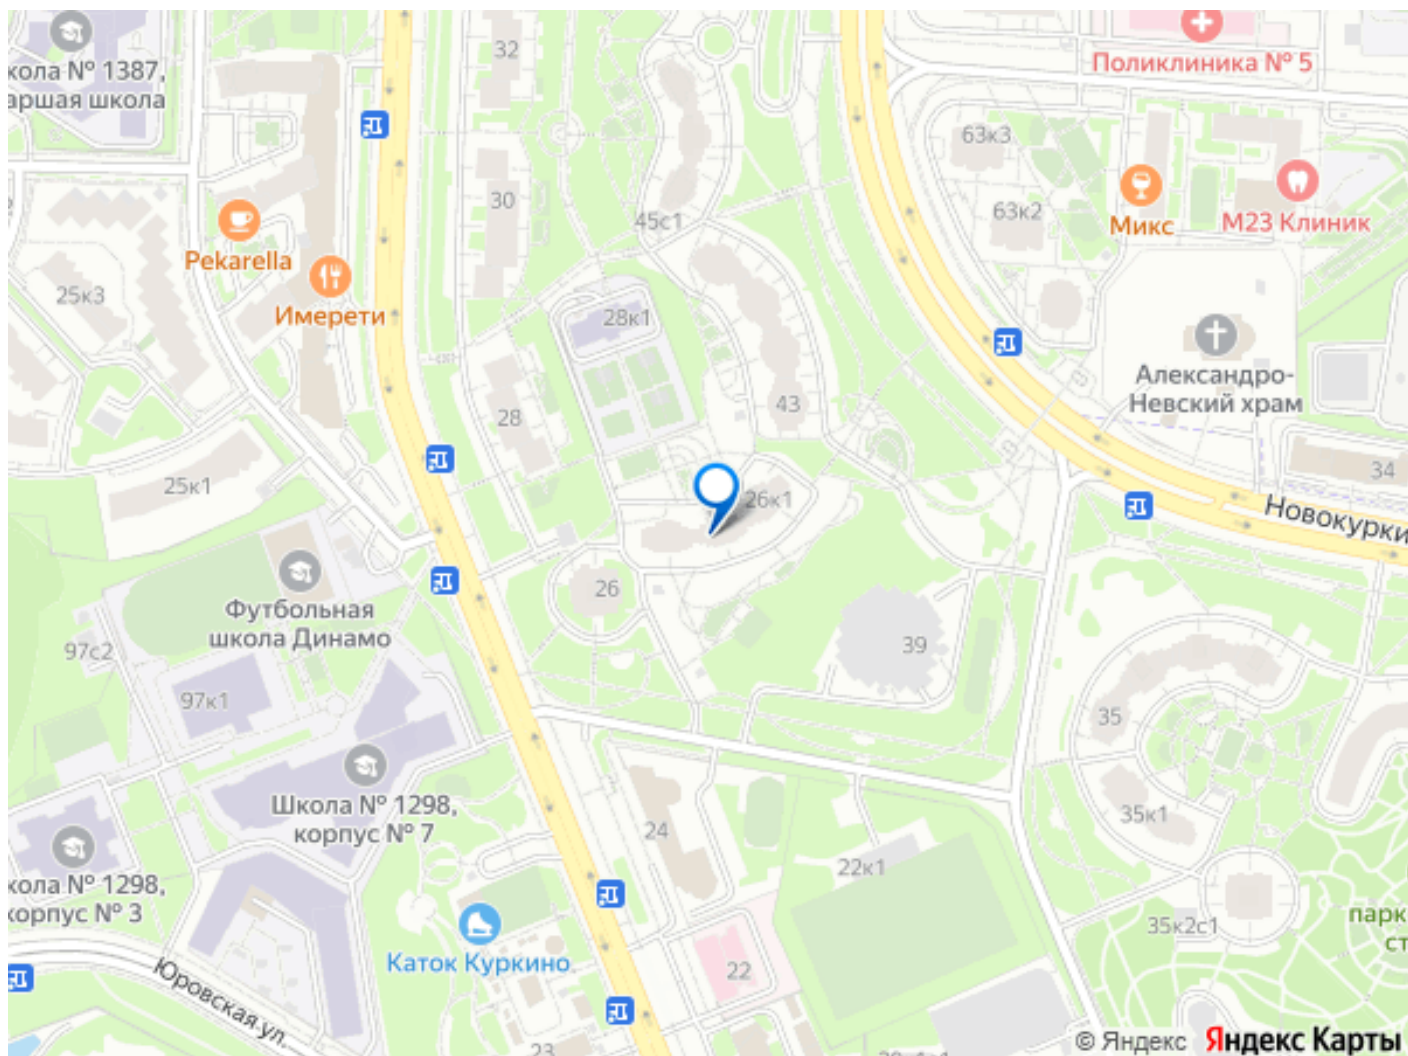 32
кола № 1387,
аршая школа
Поликлиника № 5
63к3
30
45с1
63к2
Микс
М23 Клиник
Pekarella
25к3
Имерети
28к1
Александро-
Невский храм
28
43
34
25к1
26к1
Новокурки
Футбольная
школа Динамо
26
97с2
39
97к1
35
Школа № 1298,
корпус № 7
24
35к1
22к1
кола № 1298,
корпус № 3
парк
ст
35к2с1
Каток Куркино
22
Юровская ул.
23
© Яндекс Яндекс Карты